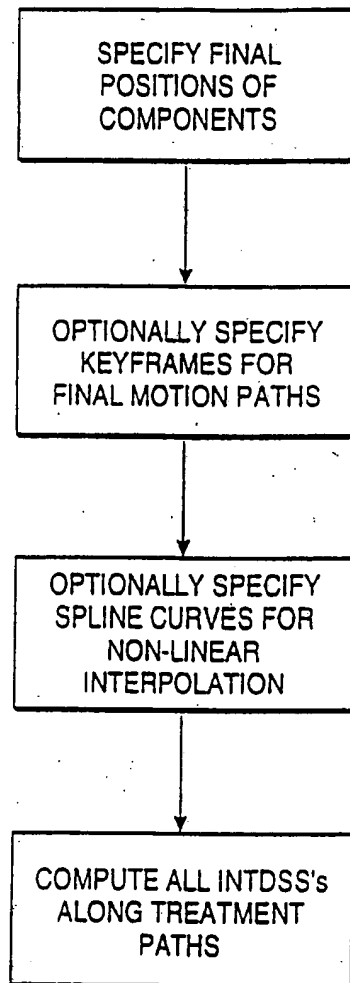 SPECIFY FINAL
POSITIONS OF
COMPONENTS
OPTIONALLY SPECIFY
KEYFRAMES FOR
FINAL MOTION PATHS
OPTIONALLY SPECIFY
SPLINE CURVES FOR
NON-LINEAR
INTERPOLATION
COMPUTE ALL INTDSS's
ALONG TREATMENT
PATHS